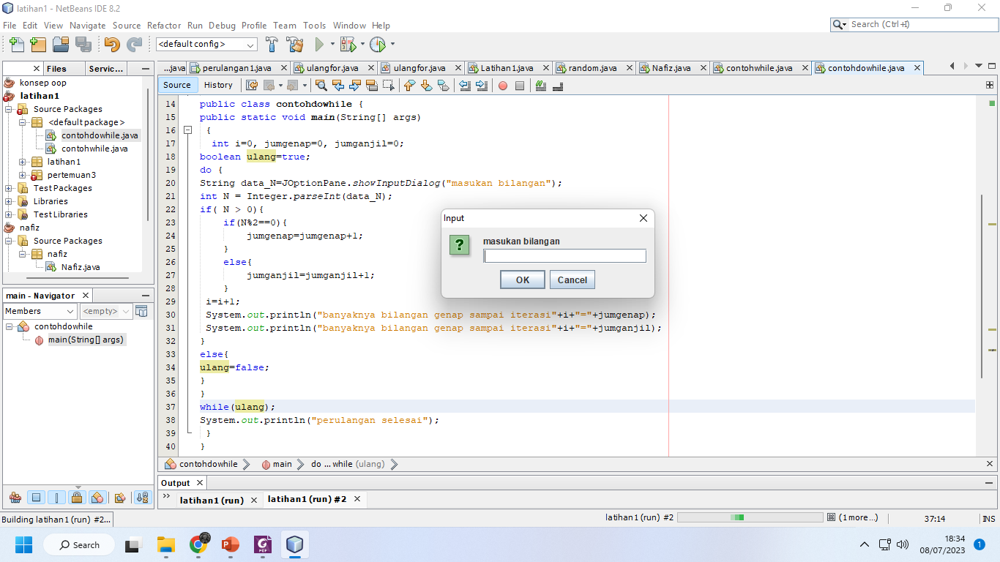 latihan1 - NetBeans IDE 8.2
File Edit View Navigate Source Refactor Run Debug Profile Team Tools Window Help
Search (Ctrl+I)
<default config>
Files Servic...
...java perulangan1.java ulangfor.java ulangfor.java Latihan1.java random.java Nafiz.java contohwhile.java contohdowhile.java
Source History
konsep oop
latihan1
Source Packages
<default package>
contohdowhile.java
contohwhile.java
latihan1
pertemuan3
Test Packages
Libraries
Test Libraries
nafiz
Source Packages
nafiz
Nafiz.java
main - Navigator
Members <empty>
contohdowhile
main(String[] args)
14 public class contohdowhile {
15 public static void main(String[] args)
16 {
17 int i=0, jumgenap=0, jumganjil=0;
18 boolean ulang=true;
19 do {
20 String data_N=JOptionPane.showInputDialog("masukan bilangan");
21 int N = Integer.parseInt(data_N);
22 if( N > 0){
23 if(N%2==0){
24 jumgenap=jumgenap+1;
25 }
26 else{
27 jumganjil=jumganjil+1;
28 }
29 i=i+1;
30 System.out.println("banyaknya bilangan genap sampai iterasi"+i+"="+jumgenap);
31 System.out.println("banyaknya bilangan genap sampai iterasi"+i+"="+jumganjil);
32 }
33 else{
34 ulang=false;
35 }
36 }
37 while(ulang);
38 System.out.println("perulangan selesai");
39 }
40 }
Input
masukan bilangan
OK Cancel
contohdowhile main do ... while (ulang)
Output
latihan1 (run) latihan1 (run) #2
Building latihan1 (run) #2...
latihan1 (run) #2 (1 more...) 37:14 INS
Search
18:34
08/07/2023
1